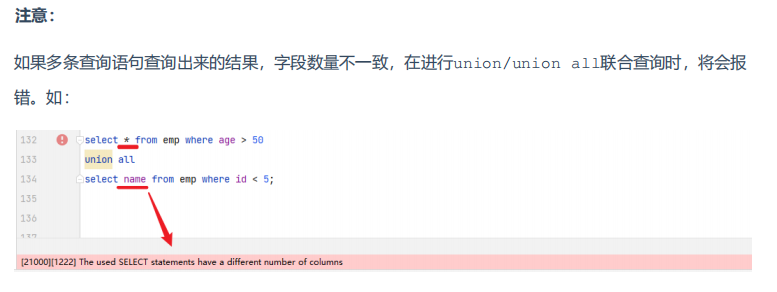 注意：
如果多条查询语句查询出来的结果，字段数量不一致，在进行union/union all联合查询时，将会报
错。如：
132 select * from emp where age > 50
133 union all
134 select name from emp where id < 5;
135
136
137
[21000][1222] The used SELECT statements have a different number of columns